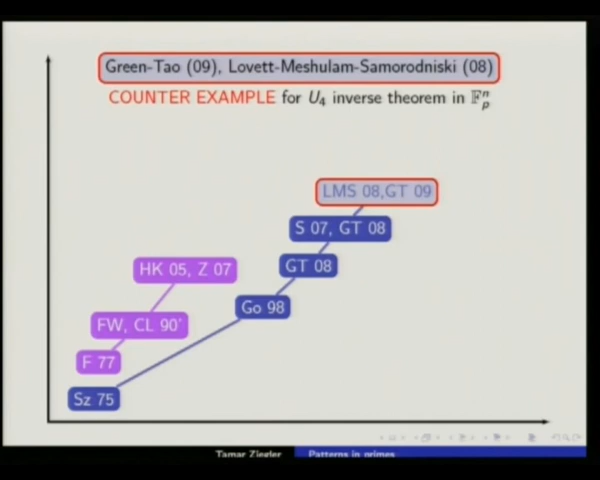 Green-Tao (09), Lovett-Meshulam-Samorodniski (08)
COUNTER EXAMPLE for U₄ inverse theorem in 𝔽ₚⁿ
LMS 08,GT 09
S 07, GT 08
HK 05, Z 07
GT 08
Go 98
FW, CL 90'
F 77
Sz 75
Tamar Ziegler Patterns in primes